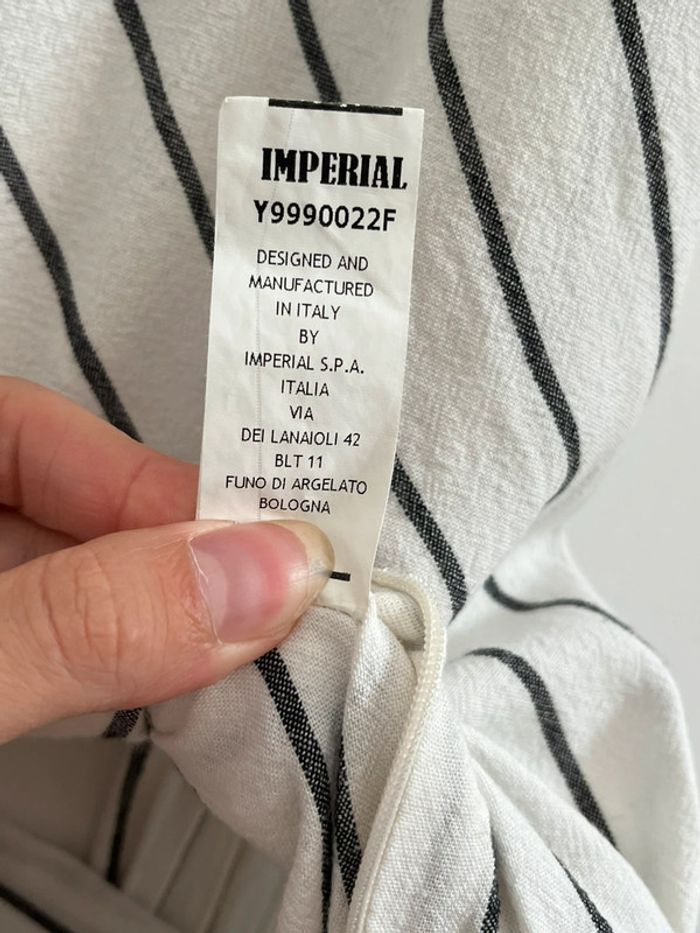 IMPERIAL
Y9990022F
DESIGNED AND
MANUFACTURED
IN ITALY
BY
IMPERIAL S.P.A.
ITALIA
VIA
DEI LANAIOLI 42
BLT 11
FUNO DI ARGELATO
BOLOGNA